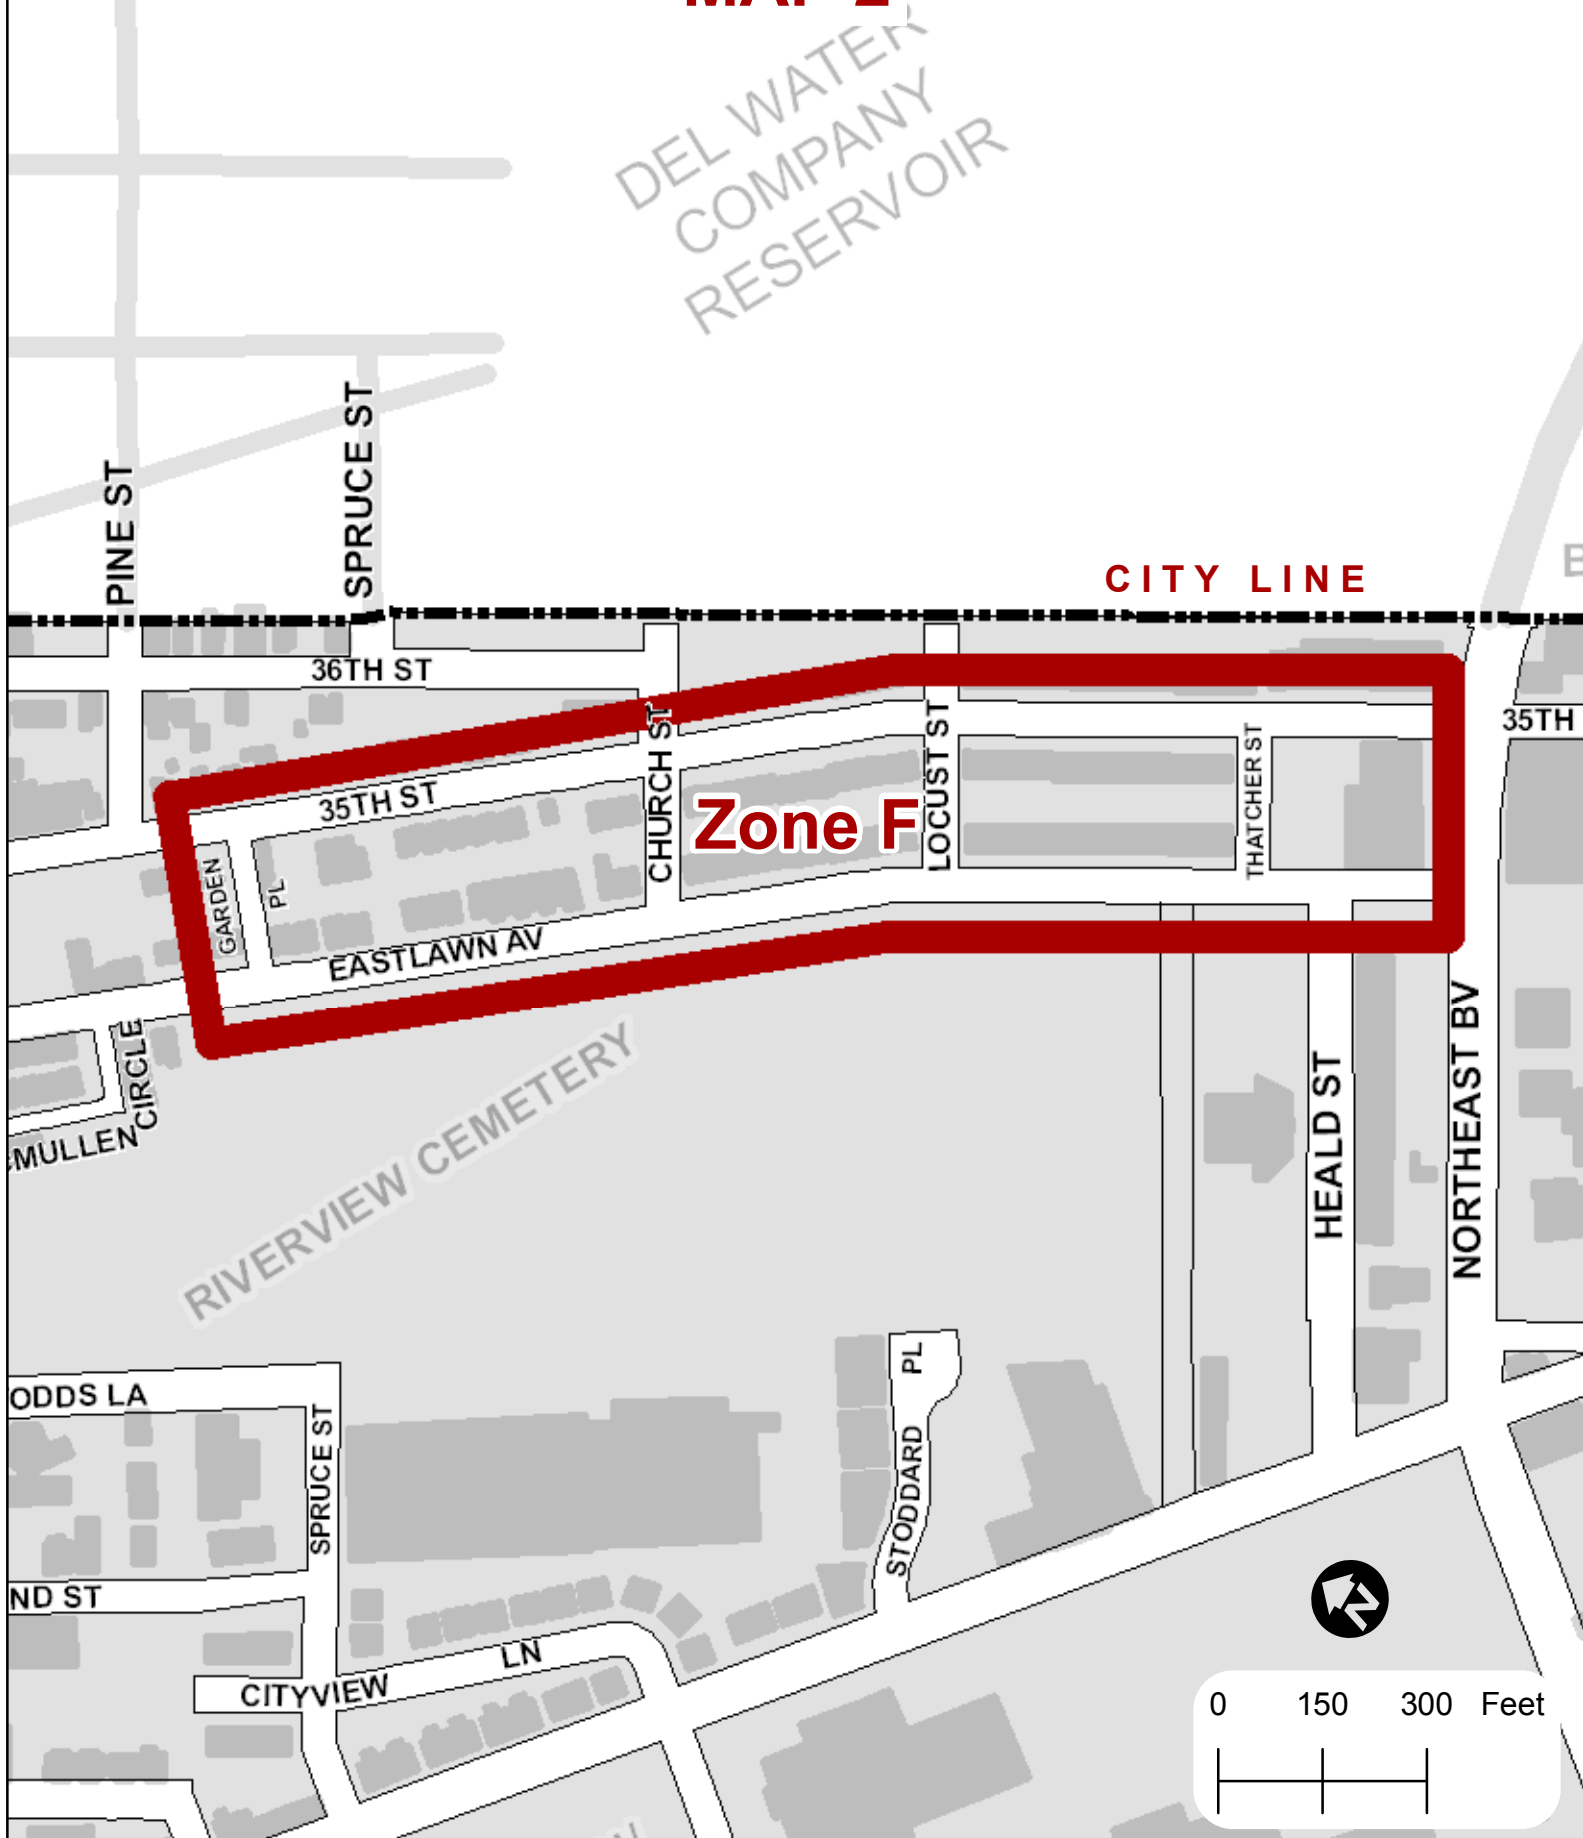 DEL WATER
COMPANY
RESERVOIR
PINE ST
SPRUCE ST
CITY LINE
36TH ST
35TH
35TH ST
CHURCH ST
LOCUST ST
THATCHER ST
Zone F
GARDEN
PL
EASTLAWN AV
CIRCLE
MULLEN
RIVERVIEW CEMETERY
HEALD ST
NORTHEAST BV
ODDS LA
SPRUCE ST
PL
STODDARD
ND ST
LN
CITYVIEW
N
0 150 300 Feet